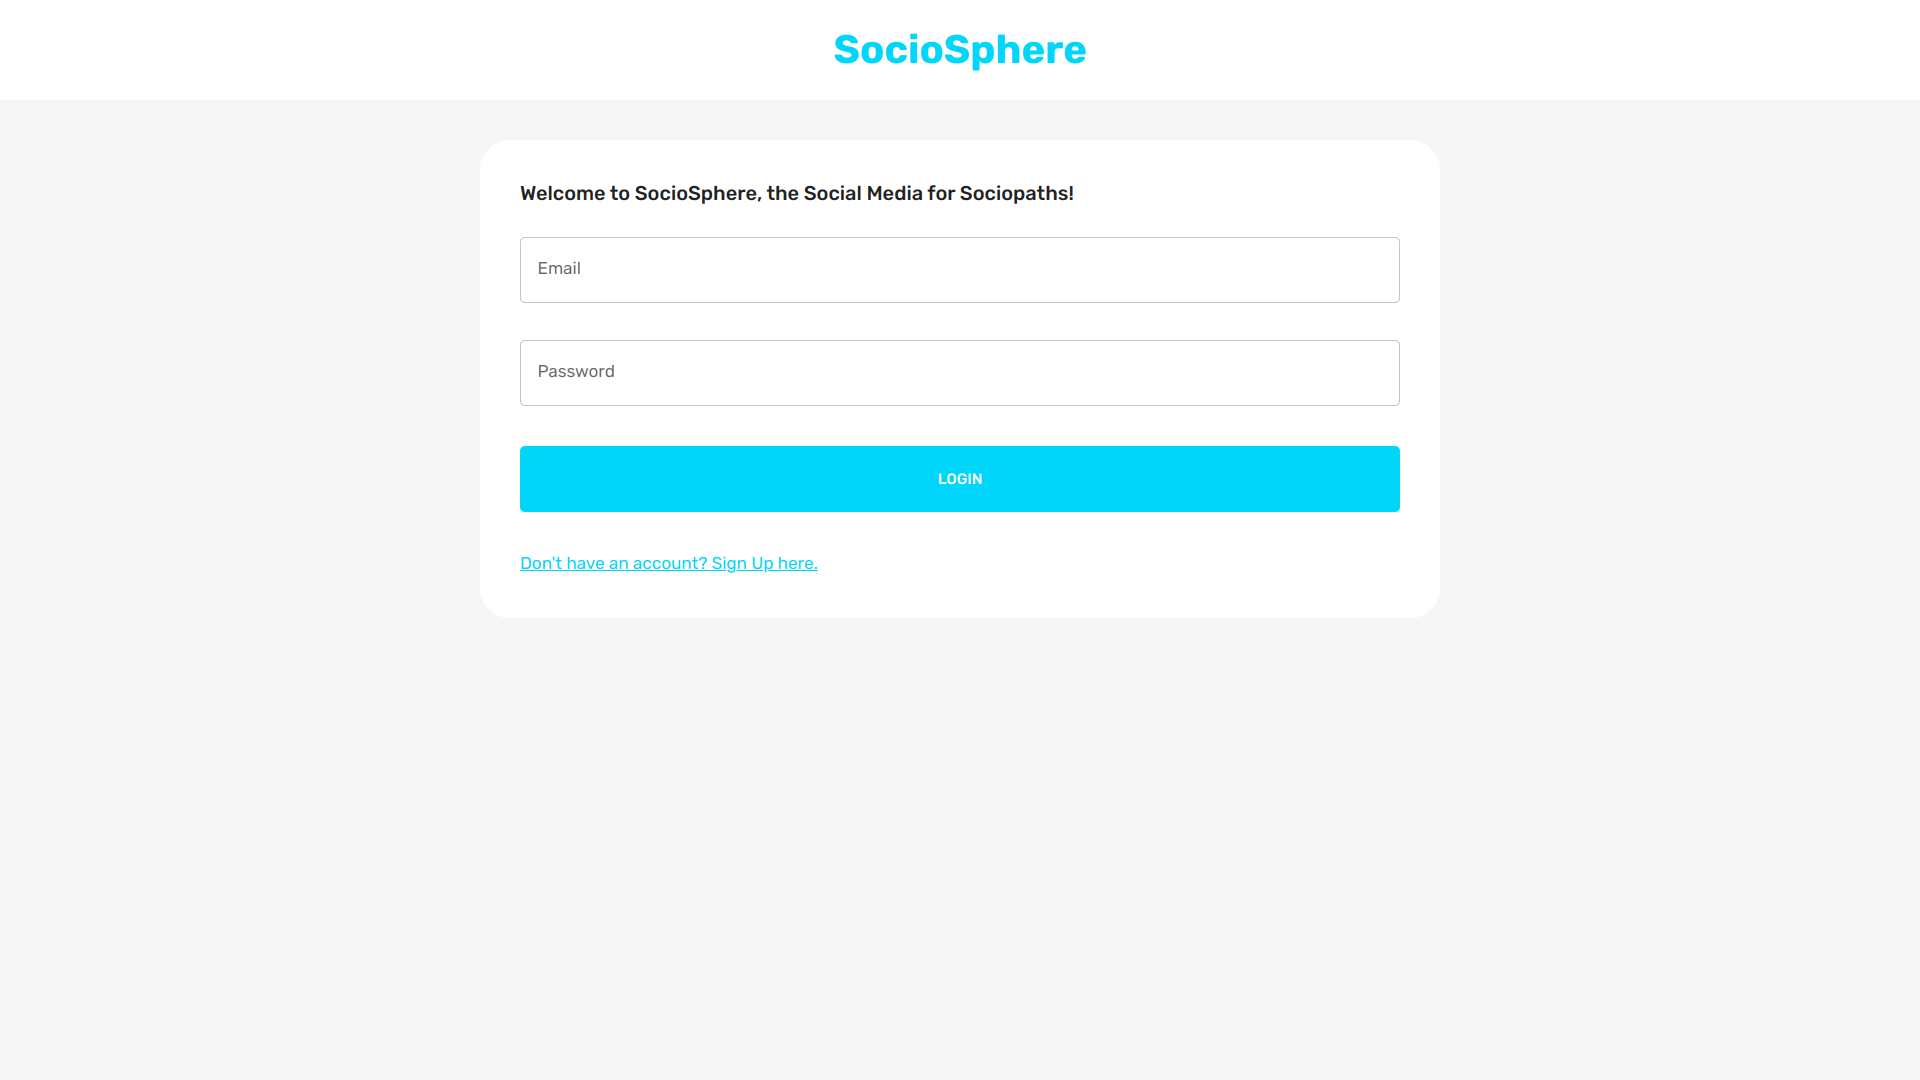 SocioSphere
Welcome to SocioSphere, the Social Media for Sociopaths!
Email
Password
LOGIN
Don't have an account? Sign Up here.